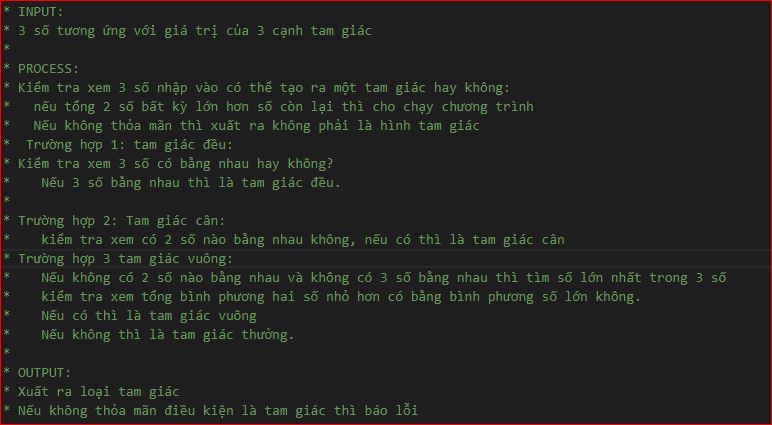 * INPUT:
* 3 số tương ứng với giá trị của 3 cạnh tam giác
*
* PROCESS:
* Kiểm tra xem 3 số nhập vào có thể tạo ra một tam giác hay không:
*   nếu tổng 2 số bất kỳ lớn hơn số còn lại thì cho chạy chương trình
*   Nếu không thỏa mãn thì xuất ra không phải là hình tam giác
*  Trường hợp 1: tam giác đều:
* Kiểm tra xem 3 số có bằng nhau hay không?
*    Nếu 3 số bằng nhau thì là tam giác đều.
*
* Trường hợp 2: Tam giác cân:
*    kiểm tra xem có 2 số nào bằng nhau không, nếu có thì là tam giác cân
* Trường hợp 3 tam giác vuông:
*    Nếu không có 2 số nào bằng nhau và không có 3 số bằng nhau thì tìm số lớn nhất trong 3 số
*    kiểm tra xem tổng bình phương hai số nhỏ hơn có bằng bình phương số lớn không.
*    Nếu có thì là tam giác vuông
*    Nếu không thì là tam giác thưởng.
*
* OUTPUT:
* Xuất ra loại tam giác
* Nếu không thỏa mãn điều kiện là tam giác thì báo lỗi